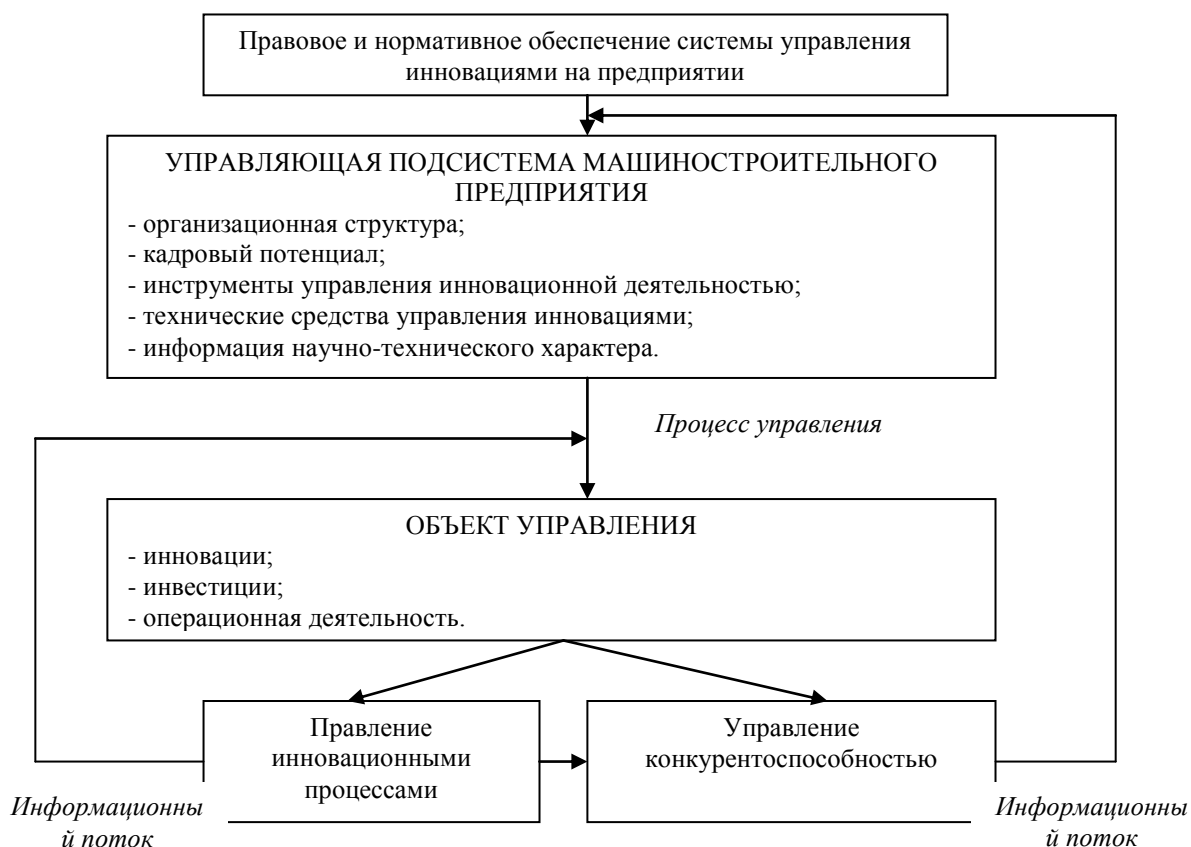 Правовое и нормативное обеспечение системы управления
инновациями на предприятии
УПРАВЛЯЮЩАЯ ПОДСИСТЕМА МАШИНОСТРОИТЕЛЬНОГО
ПРЕДПРИЯТИЯ
- организационная структура;
- кадровый потенциал;
- инструменты управления инновационной деятельностью;
- технические средства управления инновациями;
- информация научно-технического характера.
Процесс управления
ОБЪЕКТ УПРАВЛЕНИЯ
- инновации;
- инвестиции;
- операционная деятельность.
Правление
инновационными
процессами
Управление
конкурентоспособностью
Информационны
й поток
Информационны
й поток